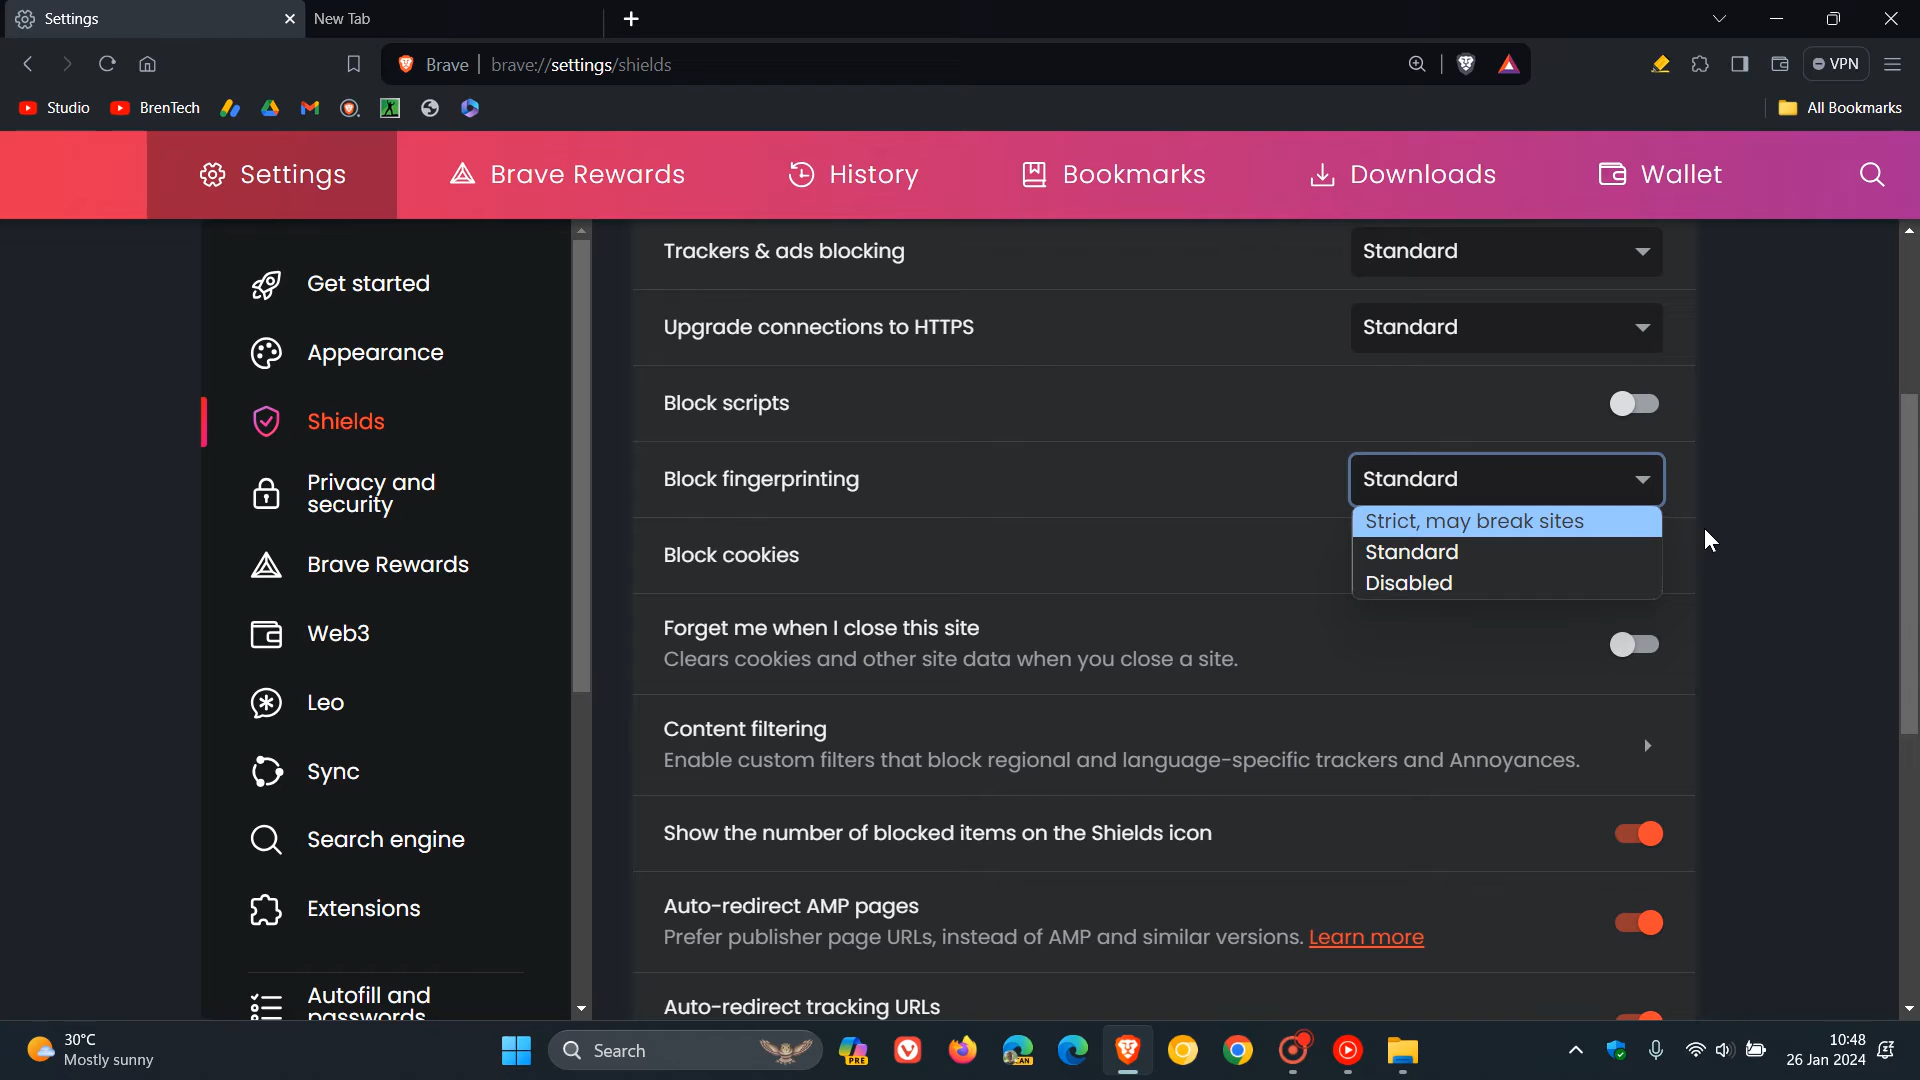 Settings
New Tab
Brave
brave://settings/shields
VPN
Studio
BrenTech
All Bookmarks
Settings
Brave Rewards
History
Bookmarks
Downloads
Wallet
Get started
Appearance
Shields
Privacy and
security
Brave Rewards
Web3
Leo
Sync
Search engine
Extensions
Autofill and
passwords
Trackers & ads blocking
Standard
Upgrade connections to HTTPS
Standard
Block scripts
Block fingerprinting
Standard
Strict, may break sites
Standard
Disabled
Block cookies
Forget me when I close this site
Clears cookies and other site data when you close a site.
Content filtering
Enable custom filters that block regional and language-specific trackers and Annoyances.
Show the number of blocked items on the Shields icon
Auto-redirect AMP pages
Prefer publisher page URLs, instead of AMP and similar versions. Learn more
Auto-redirect tracking URLs
30°C
Mostly sunny
Search
PRE
CAN
10:48
26 Jan 2024